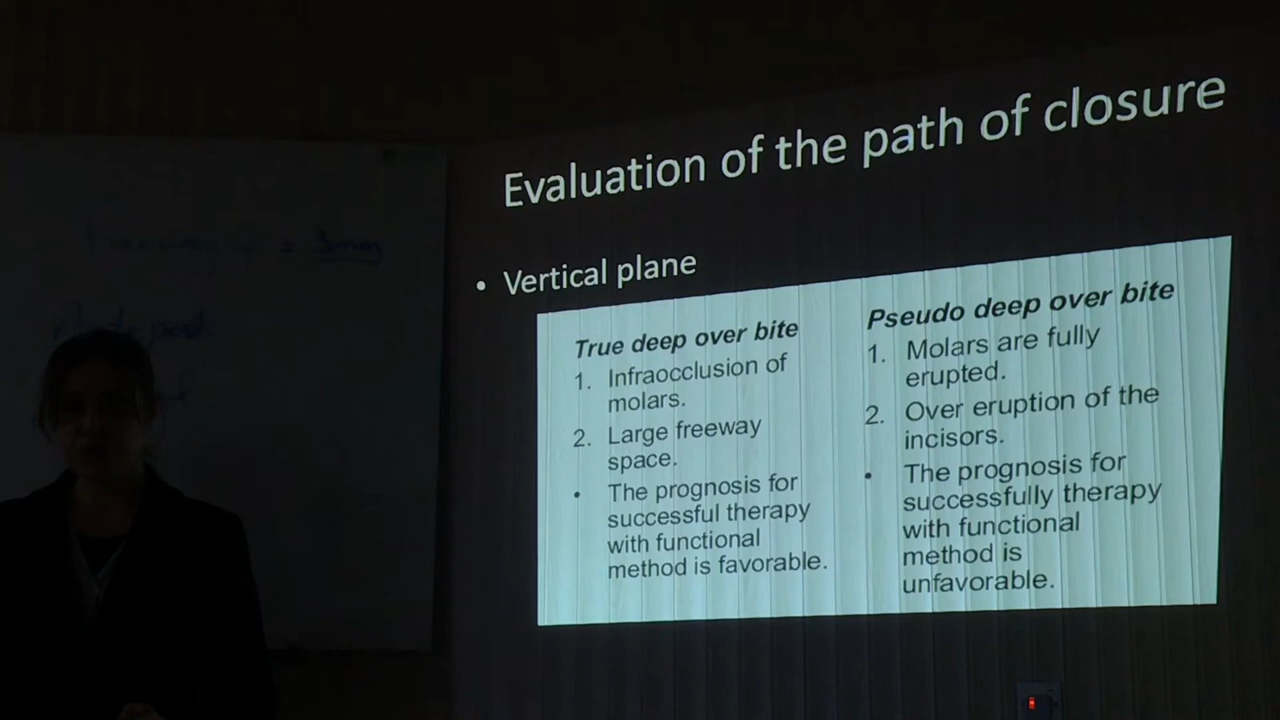 Evaluation of the path of closure
• Vertical plane
True deep over bite
1. Infraocclusion of
molars.
2. Large freeway
space.
• The prognosis for
successful therapy
with functional
method is favorable.
Pseudo deep over bite
1. Molars are fully
erupted.
2. Over eruption of the
incisors.
• The prognosis for
successfully therapy
with functional
method is
unfavorable.